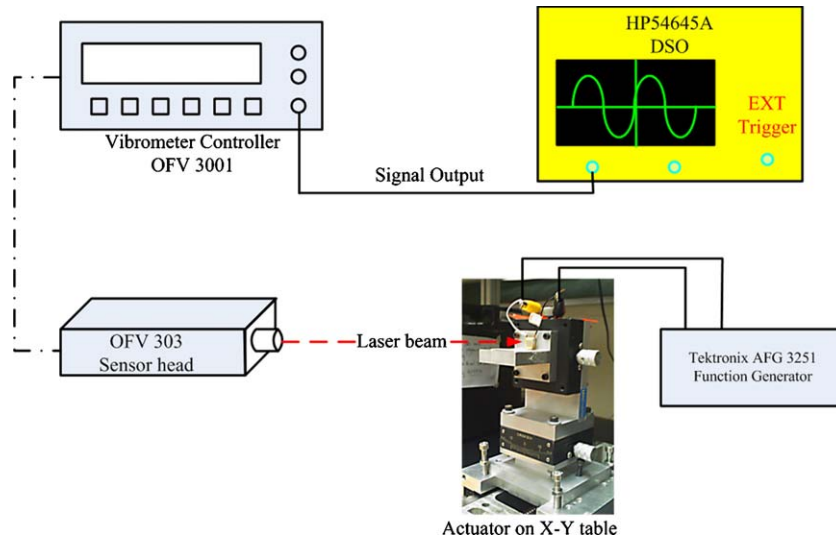 HP54645A
DSO
EXT
Trigger
Vibrometer Controller
OFV 3001
Signal Output
OFV 303
Sensor head
Laser beam
Tektronix AFG 3251
Function Generator
Actuator on X-Y table